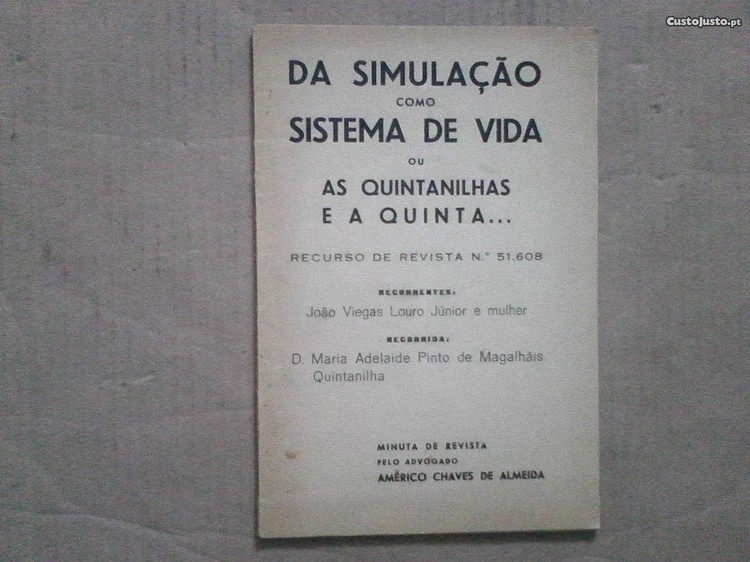 CustoJusto.pt
DA SIMULAÇÃO
COMO
SISTEMA DE VIDA
OU
AS QUINTANILHAS
E A QUINTA...
RECURSO DE REVISTA N.º 51.608
RECORRENTES:
João Viegas Louro Júnior e mulher
RECORRIDA:
D. Maria Adelaide Pinto de Magalhãis
Quintanilha
MINUTA DE REVISTA
PELO ADVOGADO
AMÉRICO CHAVES DE ALMEIDA